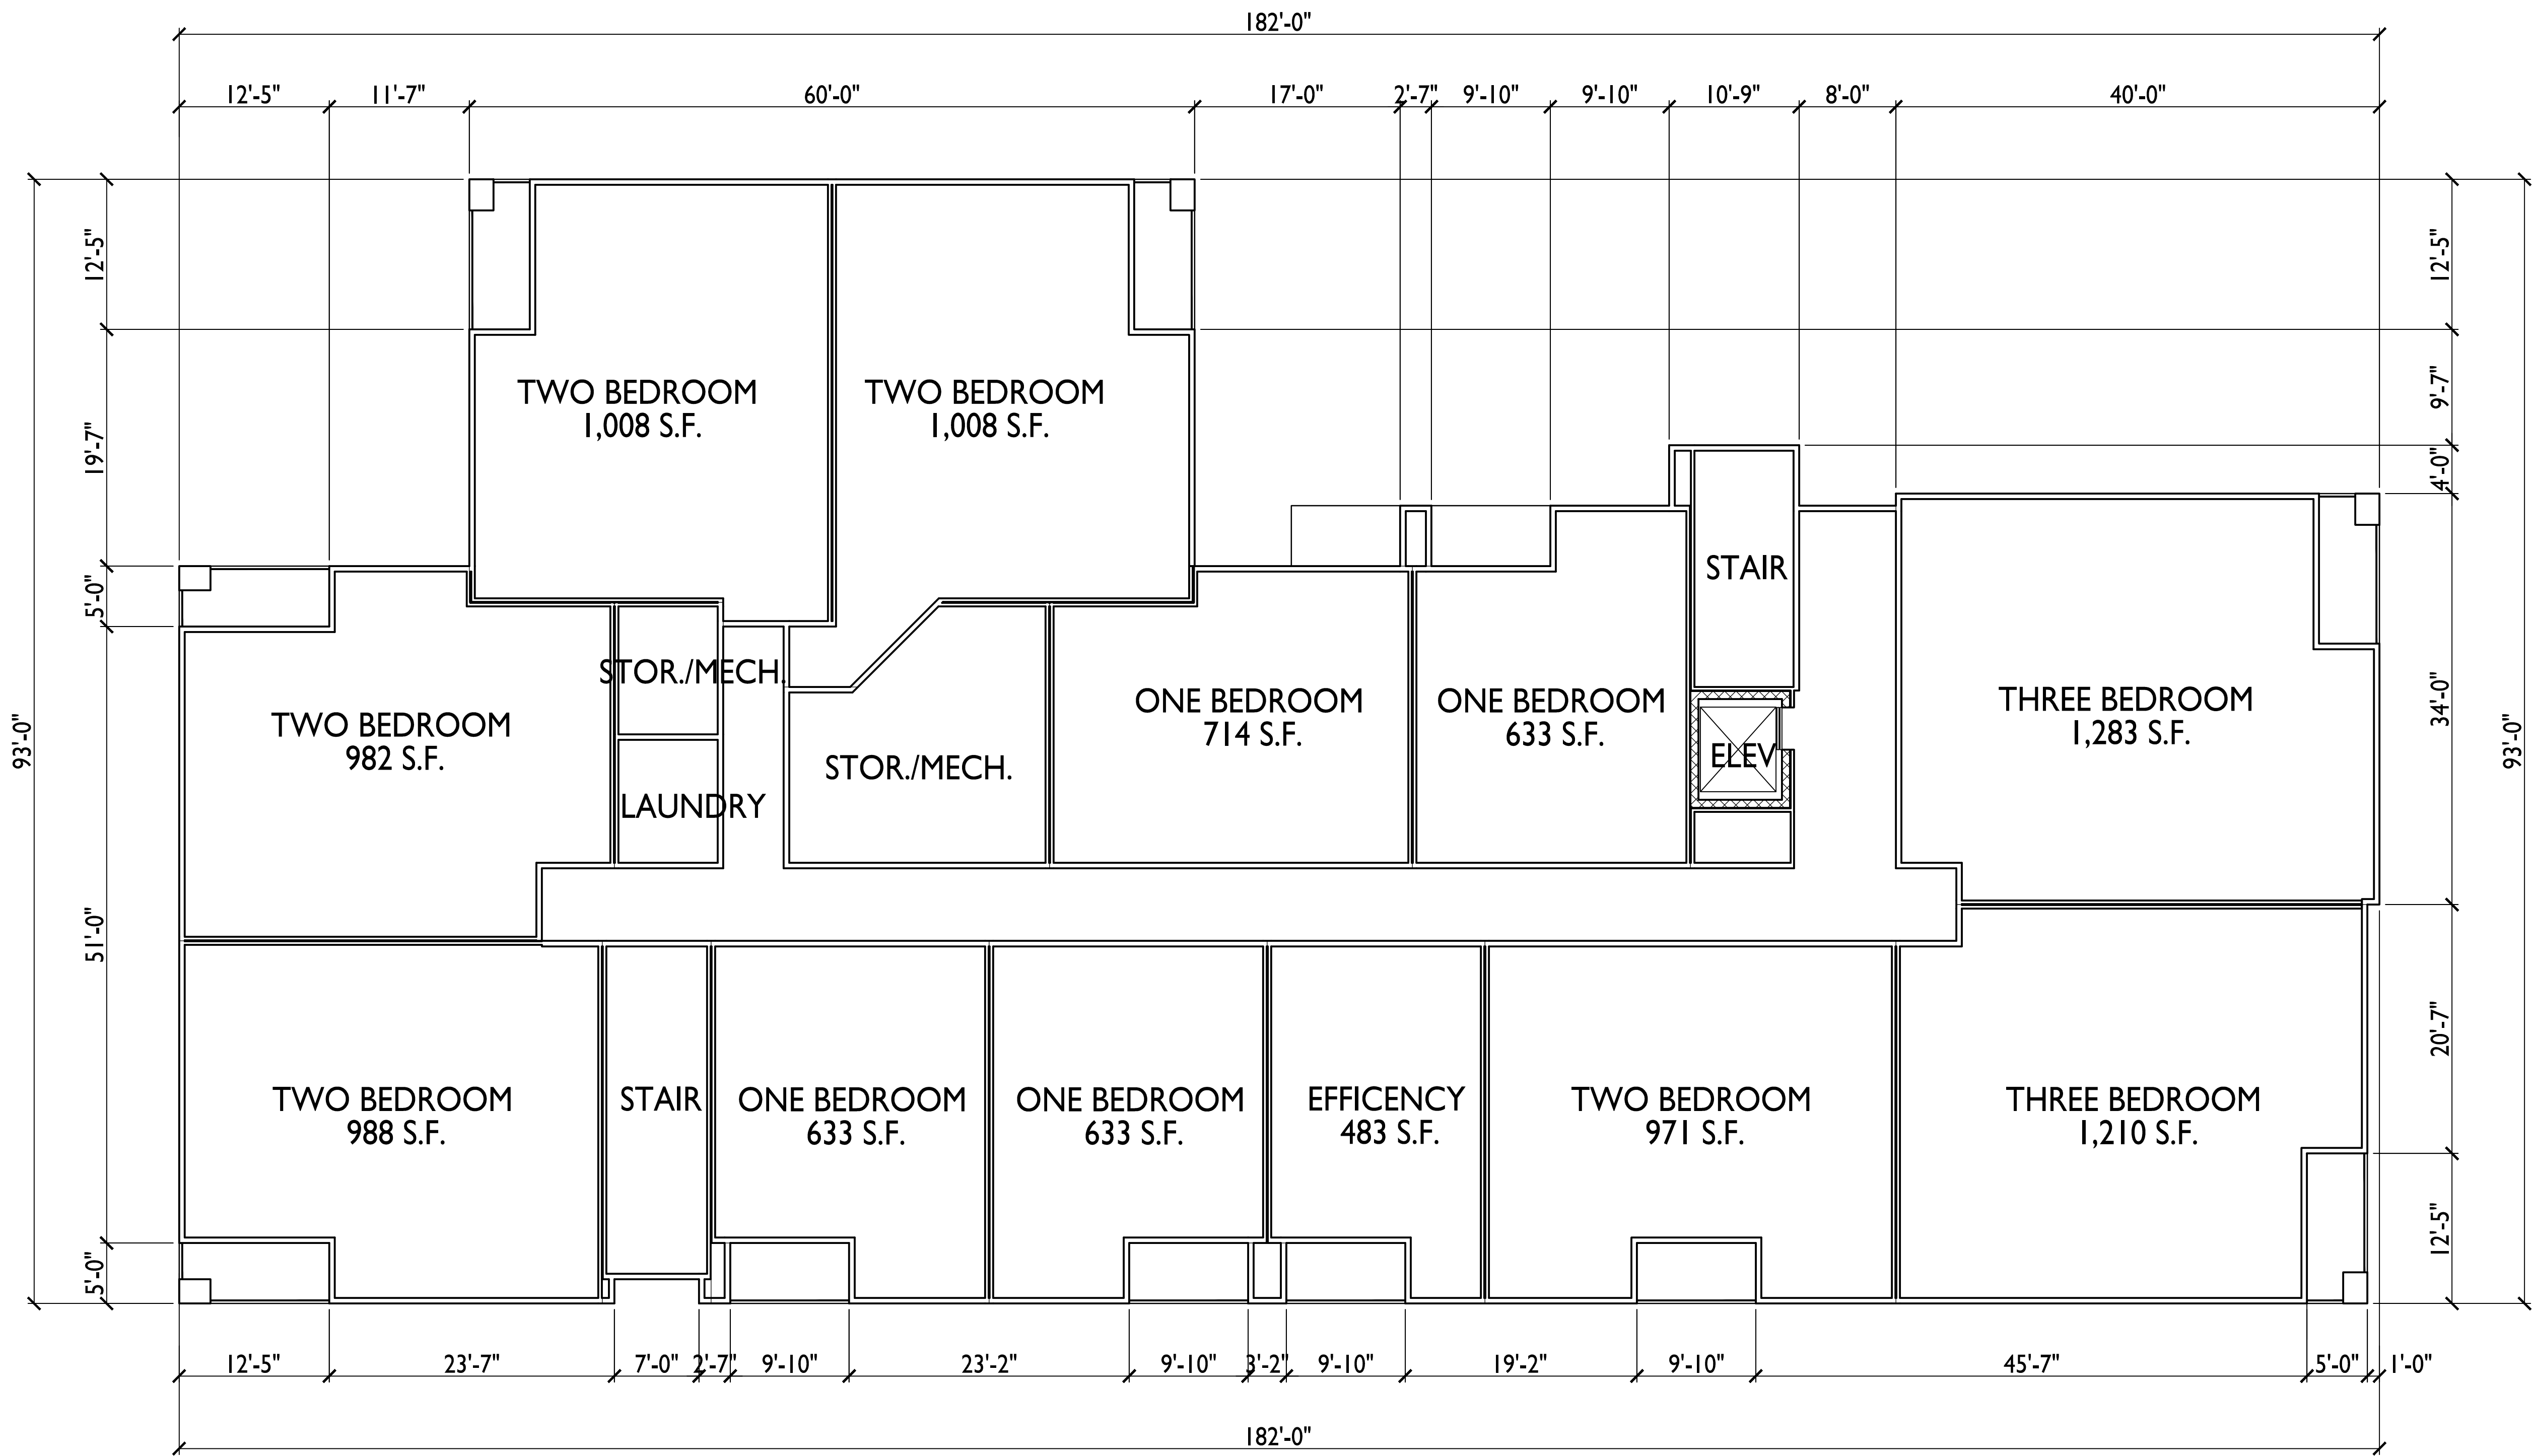 182'-0"
12'-5"
11'-7"
60'-0"
17'-0"
2'-7"
9'-10"
9'-10"
10'-9"
8'-0"
40'-0"
93'-0"
12'-5"
19'-7"
5'-0"
51'-0"
5'-0"
TWO BEDROOM
1,008 S.F.
TWO BEDROOM
1,008 S.F.
STAIR
STOR./MECH.
TWO BEDROOM
982 S.F.
LAUNDRY
STOR./MECH.
ONE BEDROOM
714 S.F.
ONE BEDROOM
633 S.F.
ELEV
THREE BEDROOM
1,283 S.F.
TWO BEDROOM
988 S.F.
STAIR
ONE BEDROOM
633 S.F.
ONE BEDROOM
633 S.F.
EFFICENCY
483 S.F.
TWO BEDROOM
971 S.F.
THREE BEDROOM
1,210 S.F.
12'-5"
9'-7"
4'-0"
34'-0"
20'-7"
12'-5"
93'-0"
12'-5"
23'-7"
7'-0"
2'-7"
9'-10"
23'-2"
9'-10"
3'-2"
9'-10"
19'-2"
9'-10"
45'-7"
5'-0"
1'-0"
182'-0"